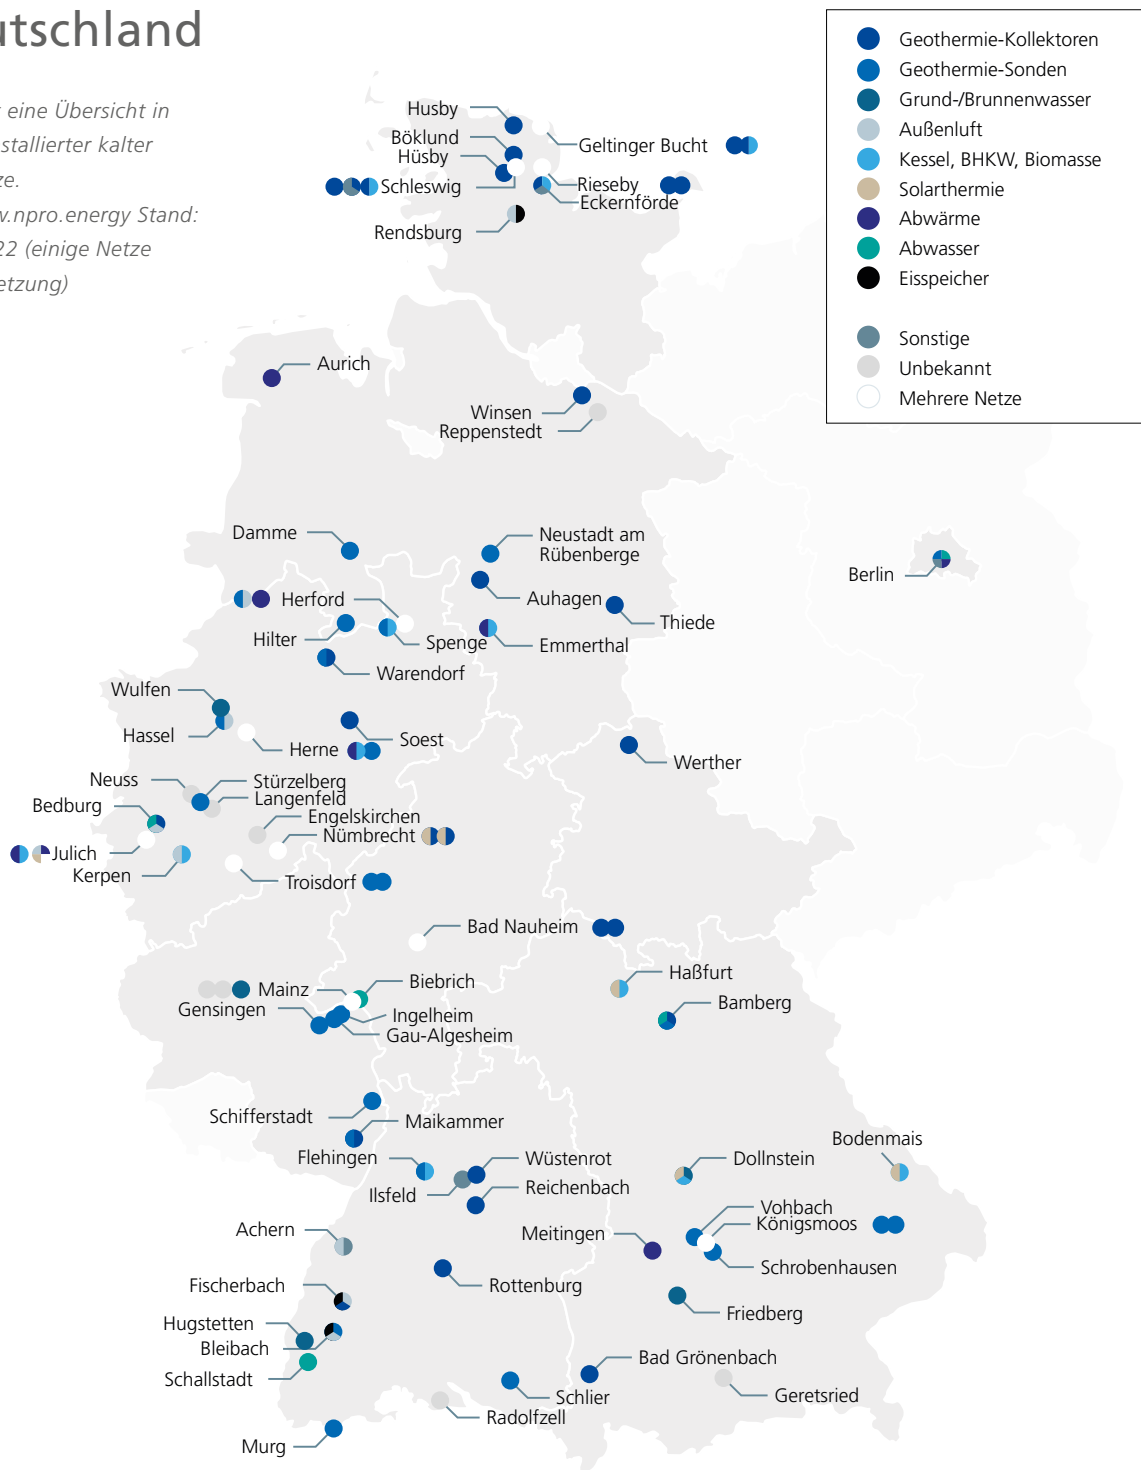 utschland
eine Übersicht in
stallierter kalter
ze.
v.npro.energy Stand:
22 (einige Netze
etzung)
Geothermie-Kollektoren
Geothermie-Sonden
Grund-/Brunnenwasser
Außenluft
Kessel, BHKW, Biomasse
Solarthermie
Abwärme
Abwasser
Eisspeicher
Sonstige
Unbekannt
Mehrere Netze
Husby
Böklund
Hüsby
Geltinger Bucht
Schleswig
Rieseby
Eckernförde
Rendsburg
Aurich
Winsen
Reppenstedt
Damme
Neustadt am
Rübenberge
Berlin
Herford
Auhagen
Thiede
Hilter
Spenge
Emmerthal
Warendorf
Wulfen
Hassel
Soest
Herne
Werther
Neuss
Stürzelberg
Langenfeld
Bedburg
Engelskirchen
Nümbrecht
Julich
Kerpen
Troisdorf
Bad Nauheim
Haßfurt
Biebrich
Mainz
Bamberg
Gensingen
Ingelheim
Gau-Algesheim
Schifferstadt
Maikammer
Bodenmais
Flehingen
Wüstenrot
Dollnstein
Ilsfeld
Reichenbach
Vohbach
Königsmoos
Achern
Meitingen
Schrobenhausen
Fischerbach
Rottenburg
Friedberg
Hugstetten
Bleibach
Bad Grönenbach
Schallstadt
Schlier
Geretsried
Radolfzell
Murg